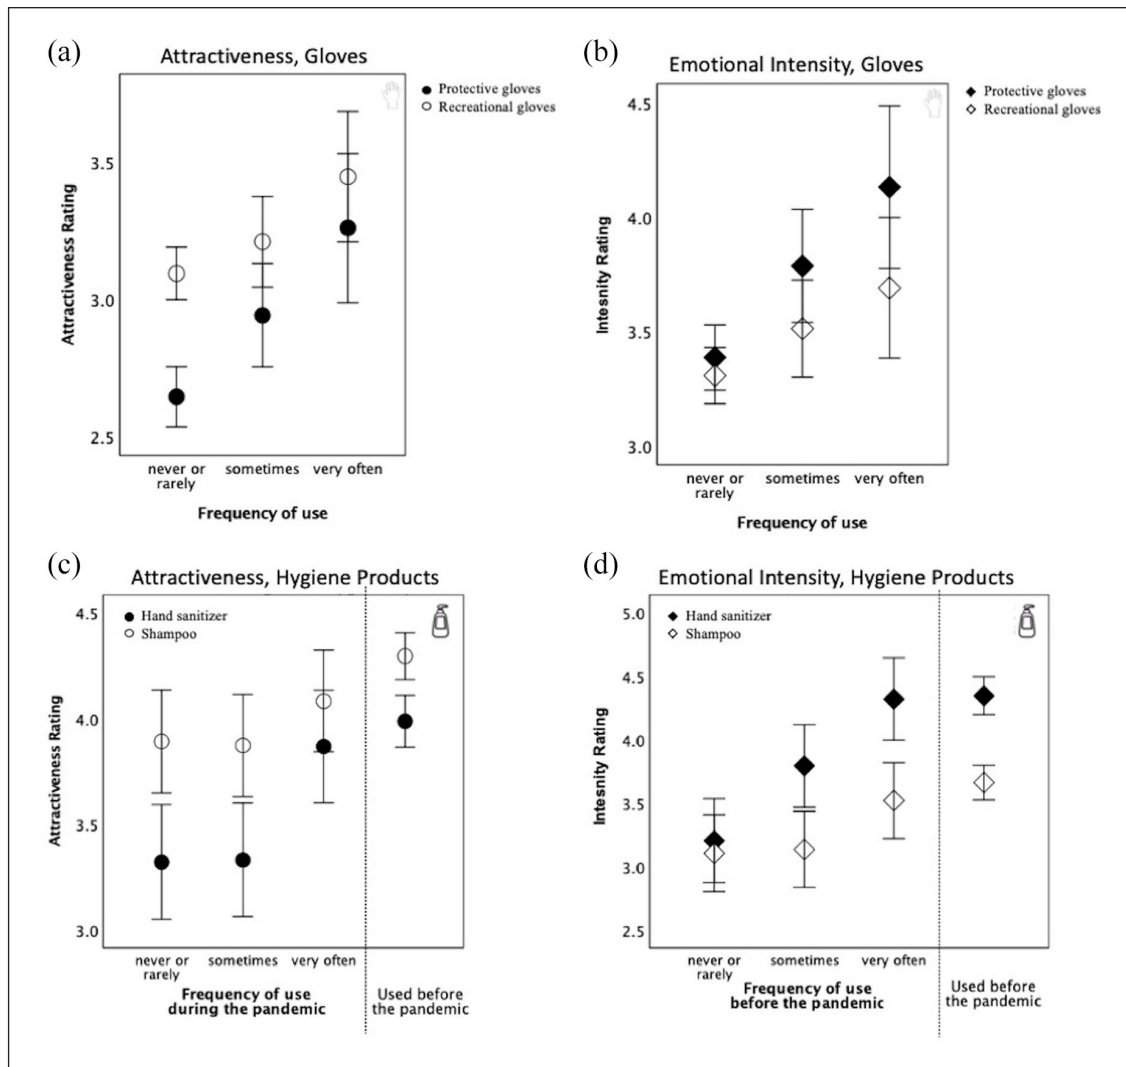 (a)
Attractiveness, Gloves
Protective gloves
Recreational gloves
Attractiveness Rating
3.5
3.0
2.5
never or
rarely
sometimes
very often
Frequency of use
(b)
Emotional Intensity, Gloves
Protective gloves
Recreational gloves
Intesnity Rating
4.5
4.0
3.5
3.0
never or
rarely
sometimes
very often
Frequency of use
(c)
Attractiveness, Hygiene Products
Hand sanitizer
Shampoo
Attractiveness Rating
4.5
4.0
3.5
3.0
never or
rarely
sometimes
very often
Frequency of use
during the pandemic
Used before
the pandemic
(d)
Emotional Intensity, Hygiene Products
Hand sanitizer
Shampoo
Intesnity Rating
5.0
4.5
4.0
3.5
3.0
2.5
never or
rarely
sometimes
very often
Frequency of use
before the pandemic
Used before
the pandemic